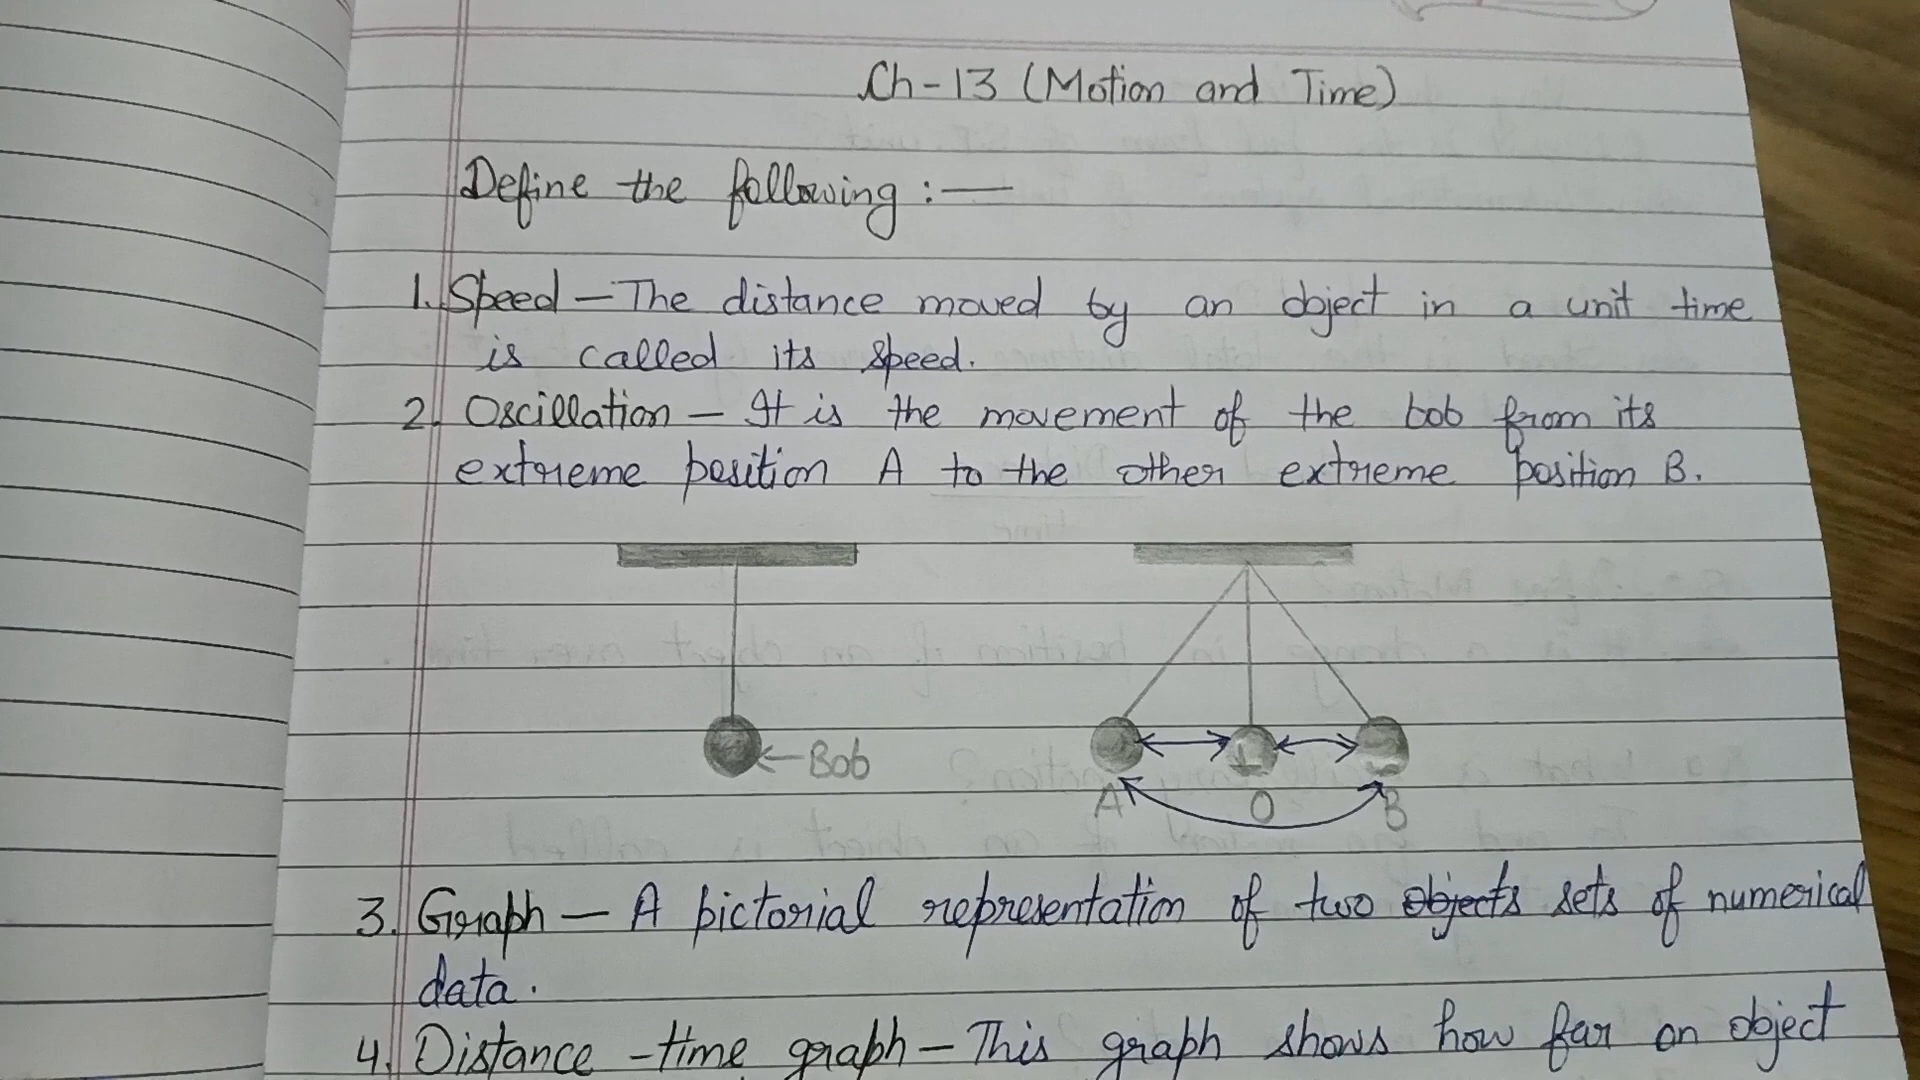 Ch-13 (Motion and Time)
Define the following :—
1. Speed — The distance moved by an object in a unit time
is called its speed.
2. Oscillation — It is the movement of the bob from its
extreme position A to the other extreme position B.
←Bob
A O B
3. Graph — A pictorial representation of two objects sets of numerical
data.
4. Distance -time graph — This graph shows how far an object